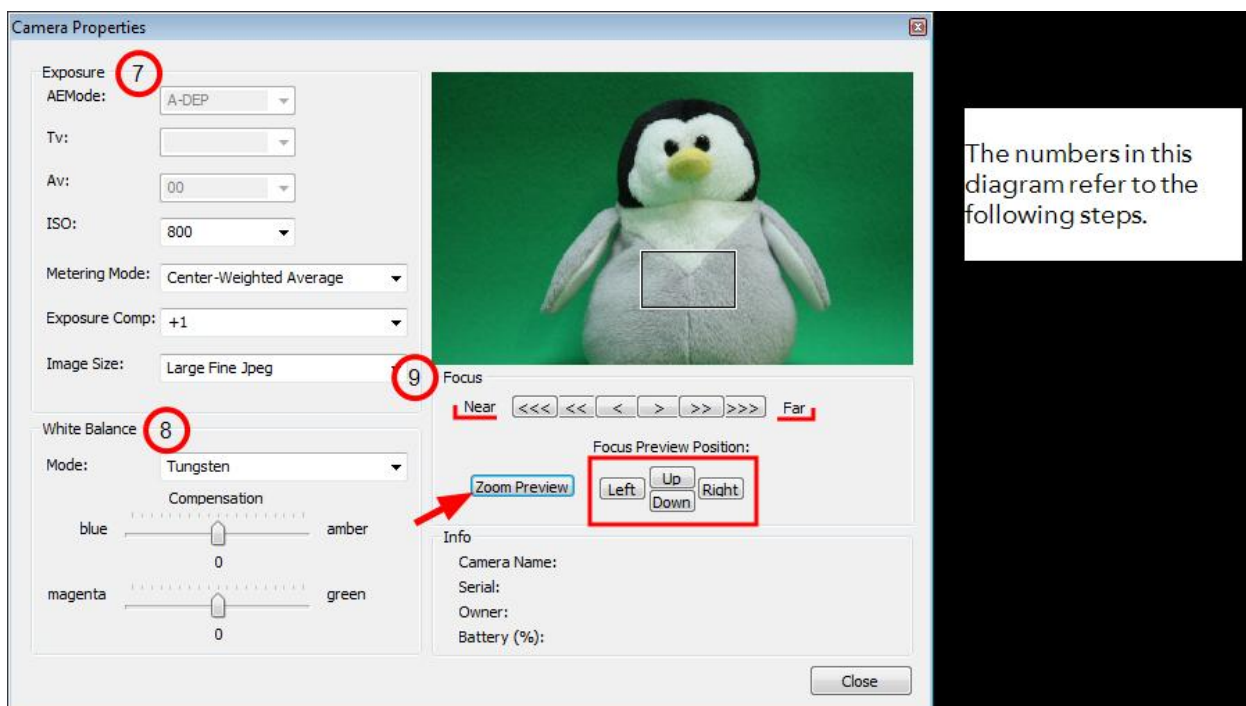 Camera Properties
Exposure 7
AEMode: A-DEP
Tv:
Av: 00
ISO: 800
Metering Mode: Center-Weighted Average
Exposure Comp: +1
Image Size: Large Fine Jpeg
White Balance 8
Mode: Tungsten
Compensation
blue amber
0
magenta green
0
9 Focus
Near <<< << < > >> >>> Far
Focus Preview Position:
Zoom Preview Left Up Down Right
Info
Camera Name:
Serial:
Owner:
Battery (%):
Close
The numbers in this
diagram refer to the
following steps.